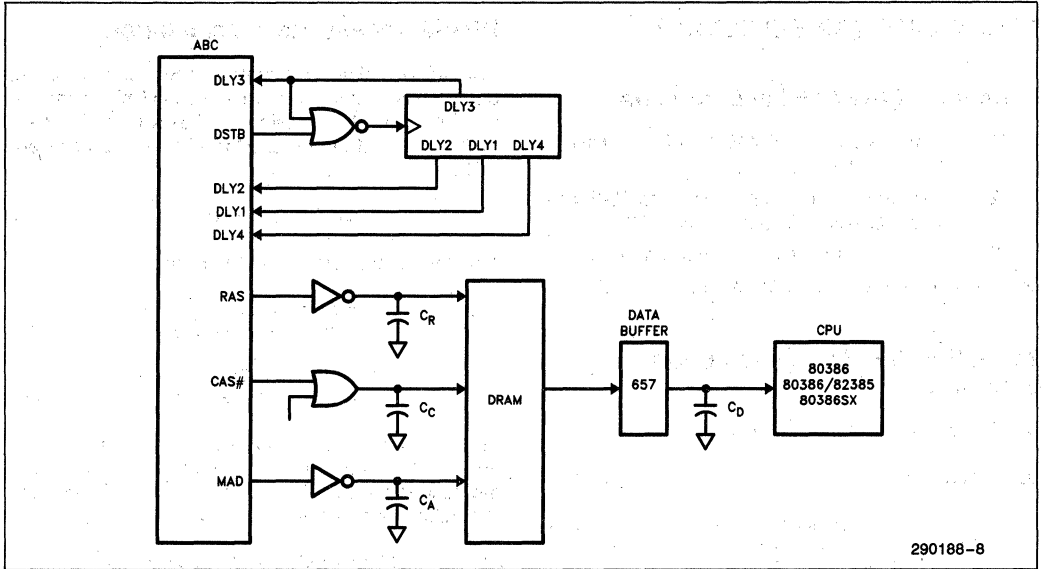 ABC
DLY3
DLY3
DSTB
DLY2 DLY1 DLY4
DLY2
DLY1
DLY4
RAS
C_R
DATA
BUFFER
CPU
657
80386
80386/82385
80386SX
CAS#
C_C
DRAM
C_D
MAD
C_A
290188-8